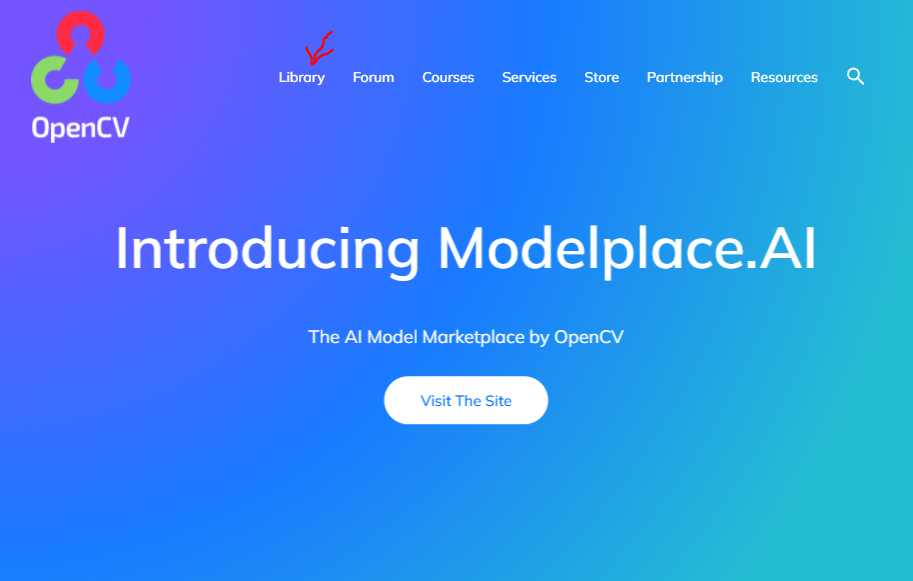 Library Forum Courses Services Store Partnership Resources
OpenCV
Introducing Modelplace.AI
The AI Model Marketplace by OpenCV
Visit The Site